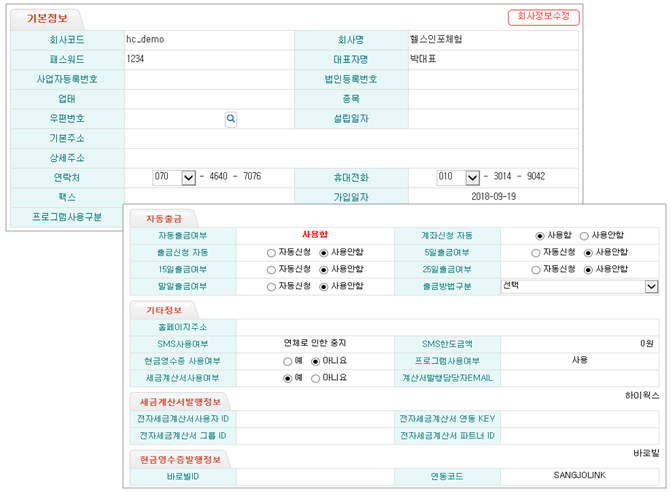 기본정보 회사정보수정
회사코드 hc_demo 회사명 헬스인포체험
패스워드 1234 대표자명 박대표
사업자등록번호 법인등록번호
업태 종목
우편번호 설립일자
기본주소
상세주소
연락처 070 - 4640 - 7076 휴대전화 010 - 3014 - 9042
팩스 가입일자 2018-09-19
프로그램사용구분
자동출금
자동출금여부 사용함 계좌신청 자동 사용함 사용안함
출금신청 자동 자동신청 사용안함 5일출금여부 자동신청 사용안함
15일출금여부 자동신청 사용안함 25일출금여부 자동신청 사용안함
말일출금여부 자동신청 사용안함 출금방법구분 선택
기타정보
홈페이지주소
SMS사용여부 연체로 인한 중지 SMS한도금액 0원
현금영수증 사용여부 예 아니요 프로그램사용여부 사용
세금계산서사용여부 예 아니요 계산서발행담당자EMAIL
세금계산서발행정보 하이웍스
전자세금계산서사용자 ID 전자세금계산서 연동 KEY
전자세금계산서 그룹 ID 전자세금계산서 파트너 ID
현금영수증발행정보 바로빌
바로빌ID 연동코드 SANGJOLINK